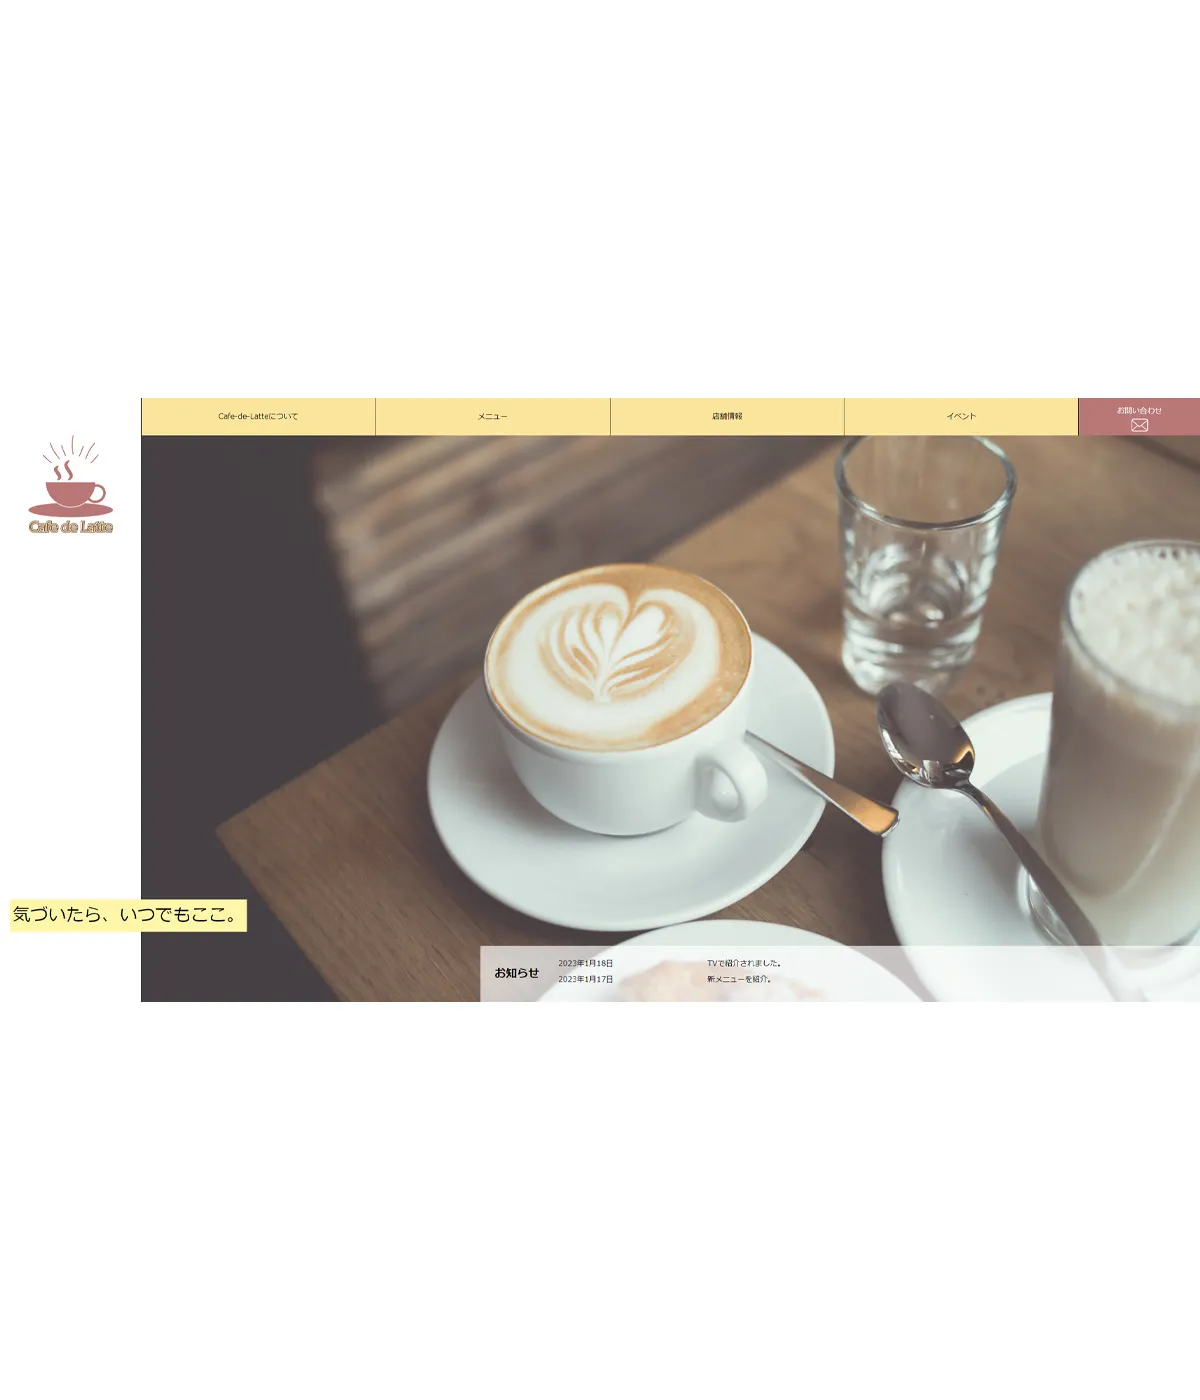 Cafe-de-Latteについて
メニュー
店舗情報
イベント
お問い合わせ
Cafe de Latte
気づいたら、いつでもここ。
お知らせ
2023年1月18日 TVで紹介されました。
2023年1月17日 新メニューを紹介。